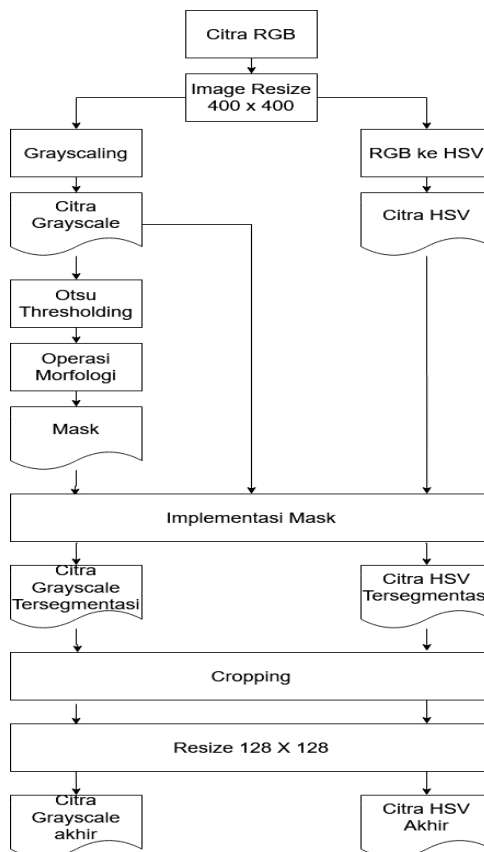 Citra RGB
Image Resize
400 x 400
Grayscaling
RGB ke HSV
Citra
Grayscale
Citra HSV
Otsu
Thresholding
Operasi
Morfologi
Mask
Implementasi Mask
Citra
Grayscale
Tersegmentasi
Citra HSV
Tersegmentasi
Cropping
Resize 128 X 128
Citra
Grayscale
akhir
Citra HSV
Akhir